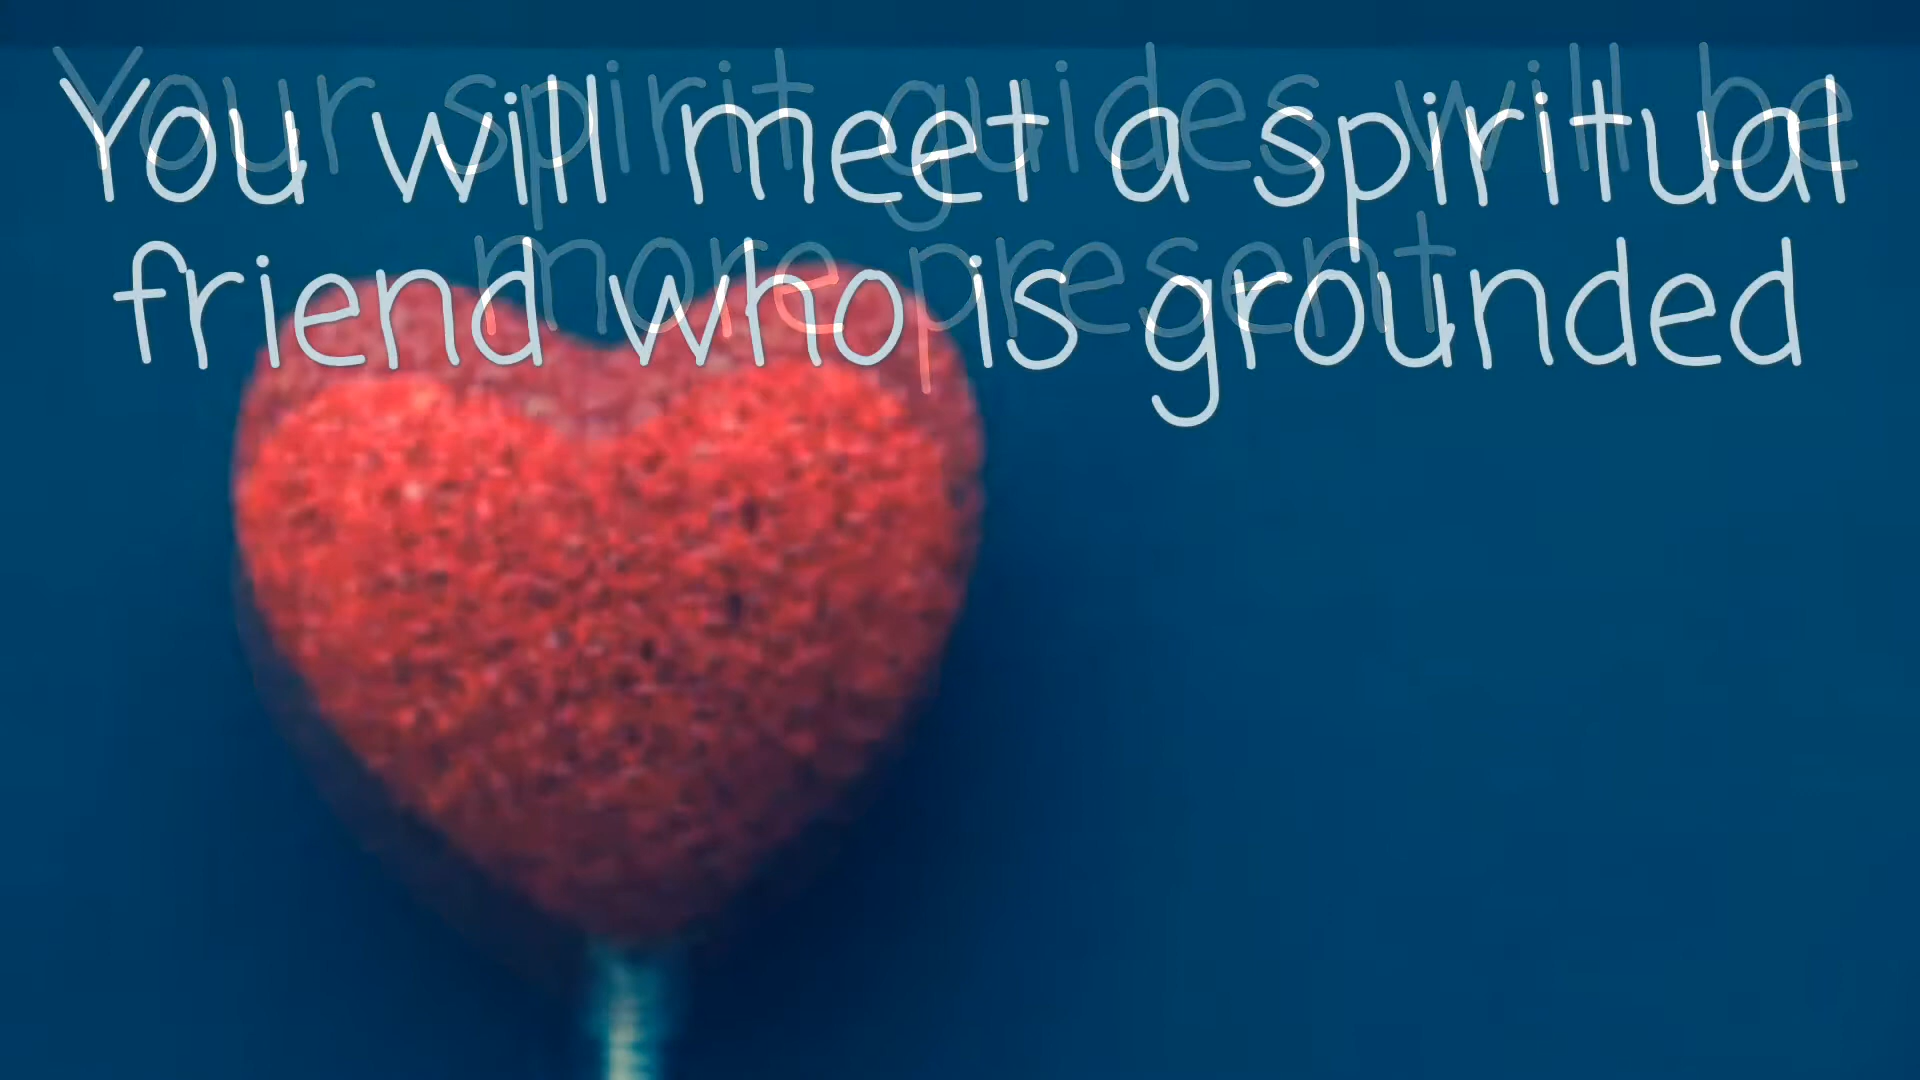 Your spirit guides will be
more present
You will meet a spiritual
friend who is grounded